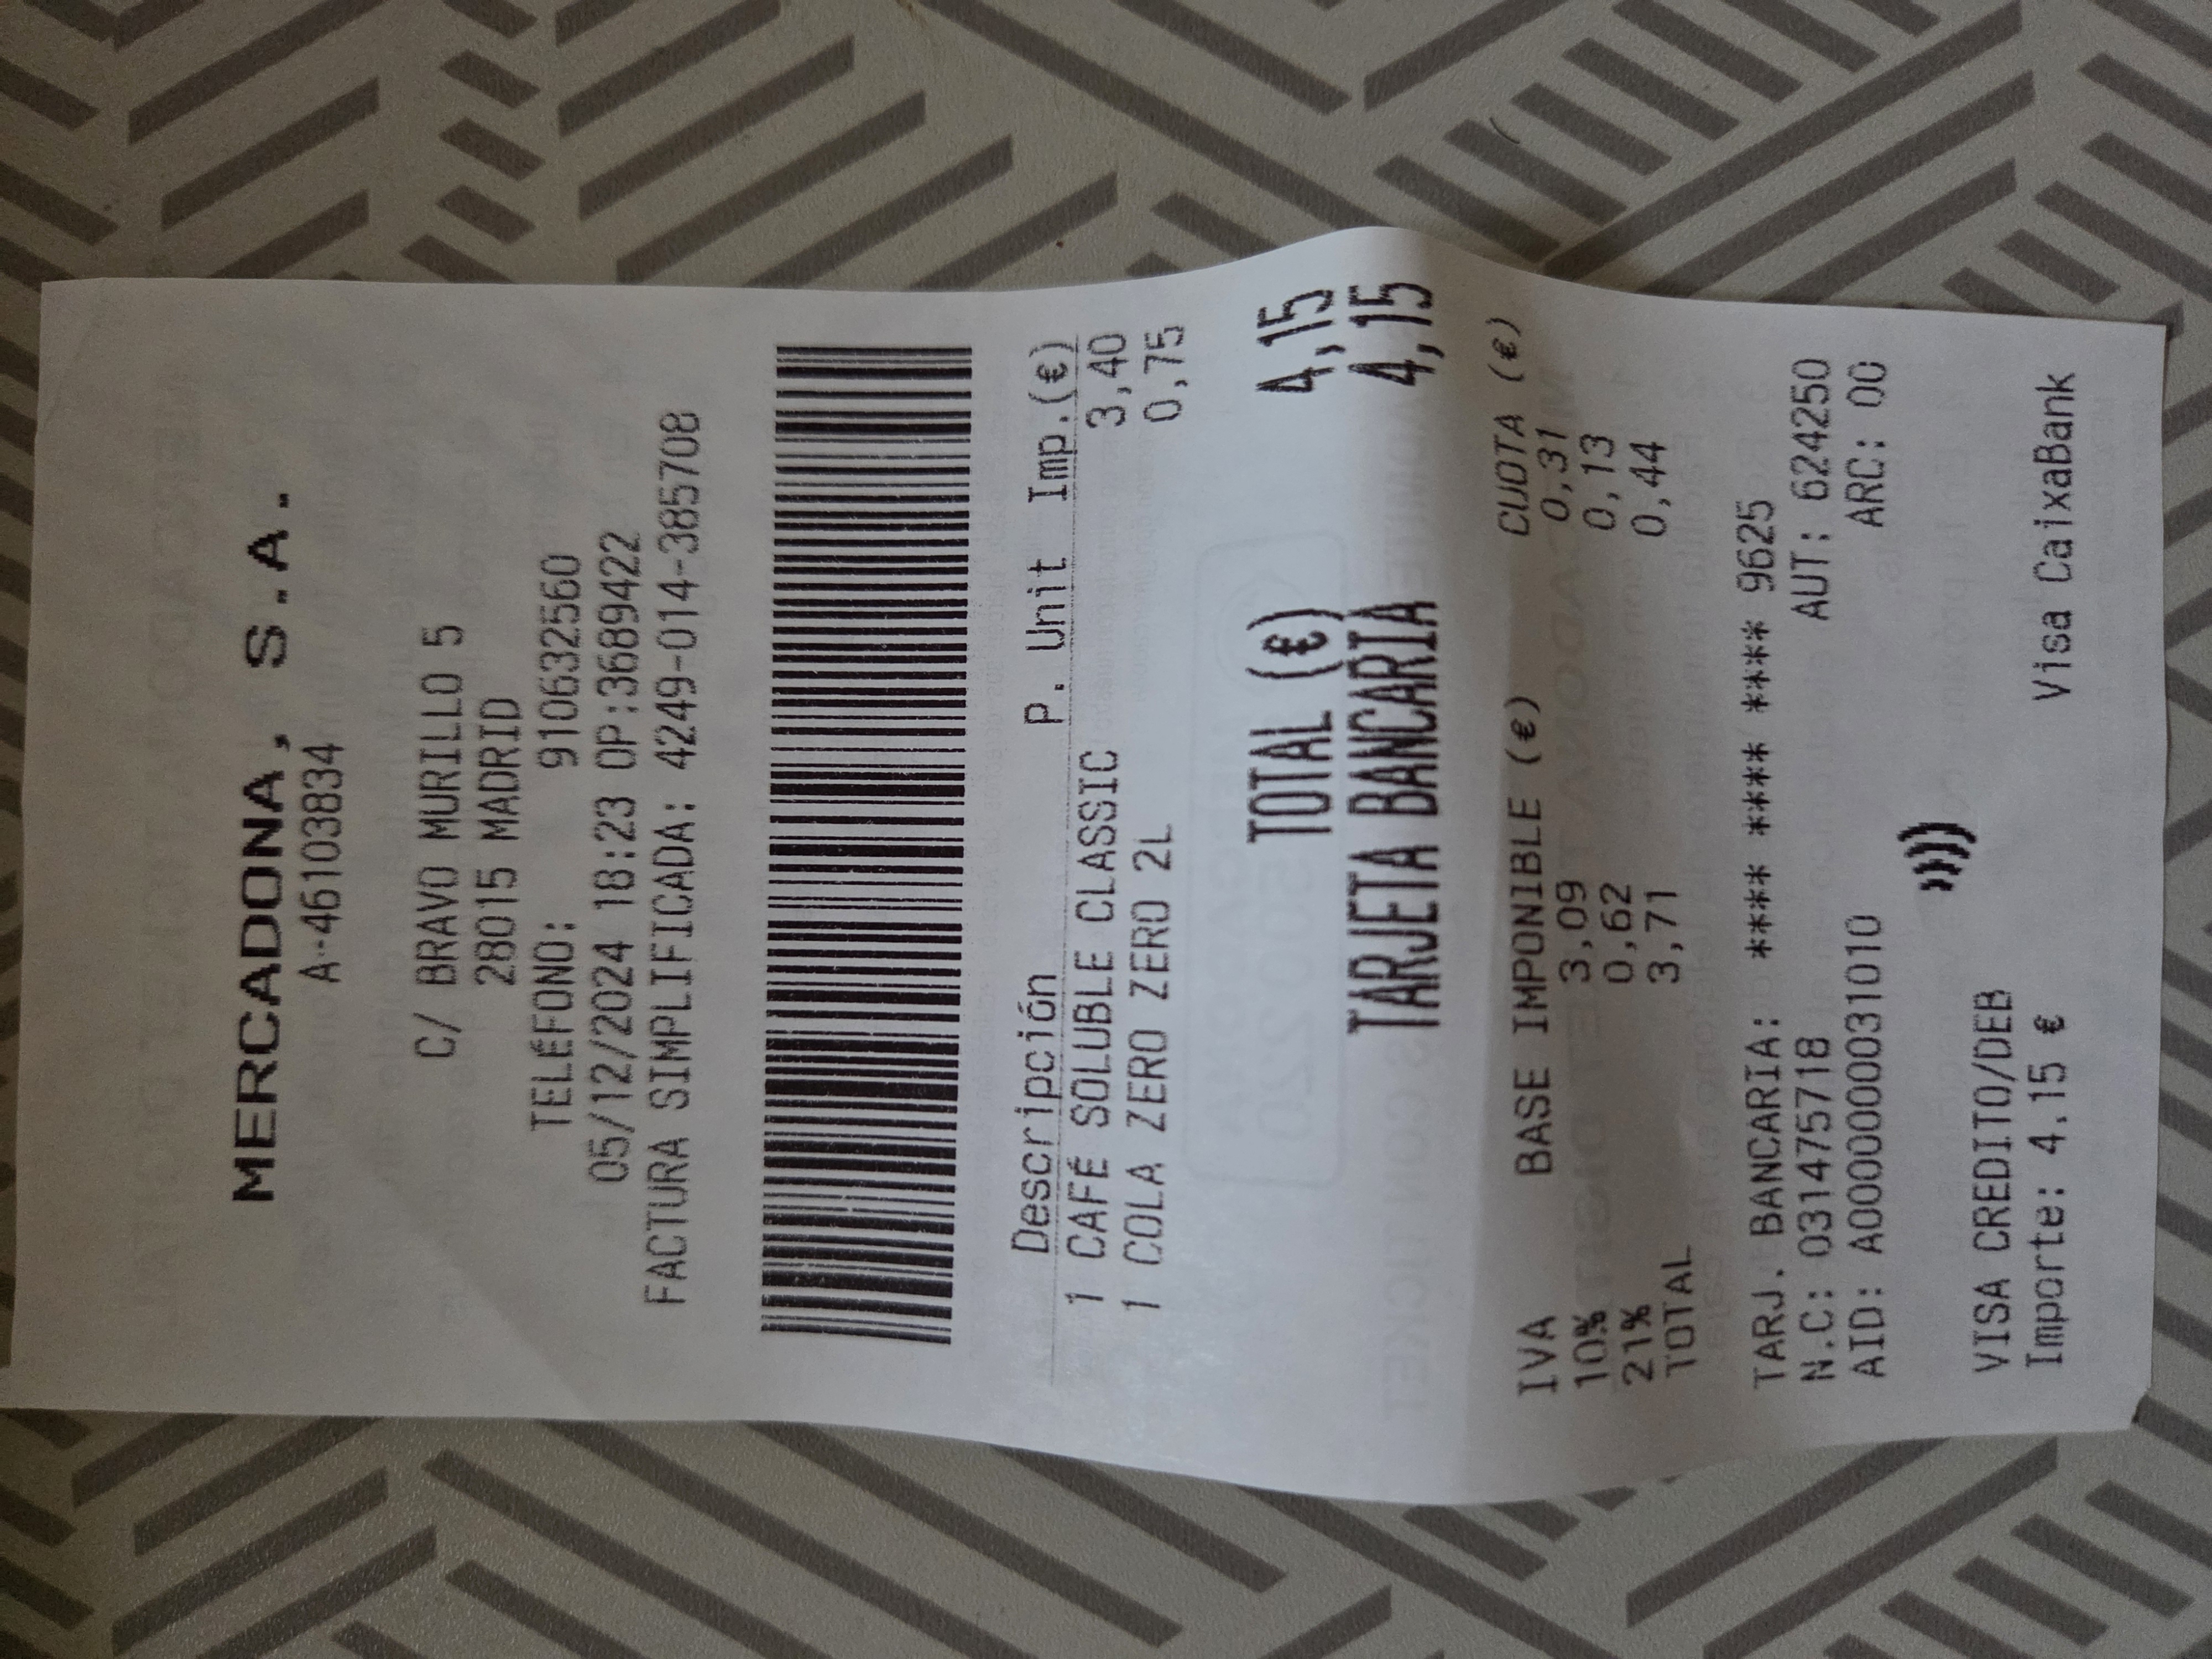 MERCADONA, S.A.
A-46103834
C/ BRAVO MURILLO 5
28015 MADRID
TELÉFONO: 910632560
05/12/2024 18:23 OP:3689422
FACTURA SIMPLIFICADA: 4249-014-385708
Descripción P. Unit Imp.(€)
1 CAFÉ SOLUBLE CLASSIC 3,40
1 COLA ZERO ZERO 2L 0,75
TOTAL (€) 4,15
TARJETA BANCARIA 4,15
IVA BASE IMPONIBLE (€) CUOTA (€)
10% 3,09 0,31
21% 0,62 0,13
TOTAL 3,71 0,44
TARJ. BANCARIA: **** **** **** 9625
N.C: 031475718 AUT: 624250
AID: A0000000031010 ARC: 00
VISA CREDITO/DEB
Importe: 4.15 € Visa CaixaBank